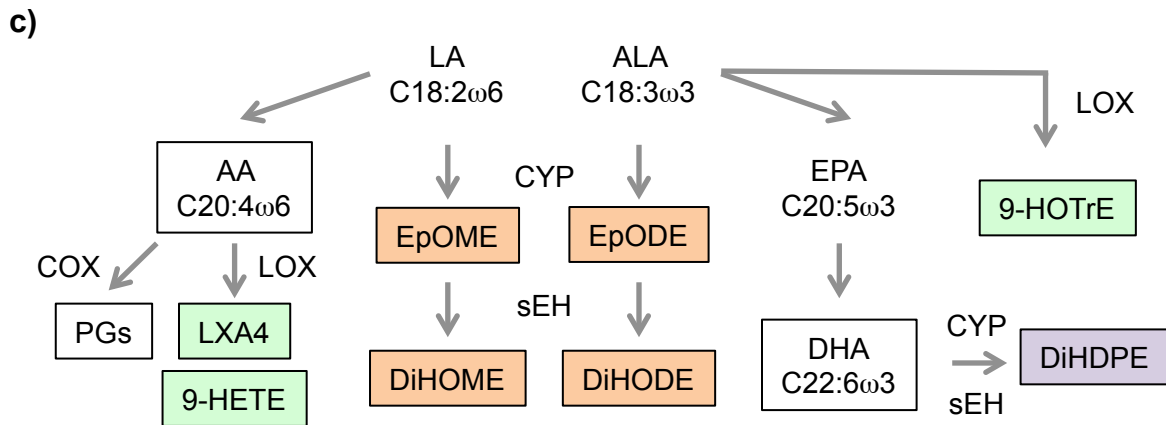 c)
LA
C18:2ω6
ALA
C18:3ω3
LOX
AA
C20:4ω6
CYP
EPA
C20:5ω3
9-HOTrE
EpOME
EpODE
COX
LOX
sEH
PGs
LXA4
9-HETE
DiHOME
DiHODE
DHA
C22:6ω3
CYP
sEH
DiHDPE